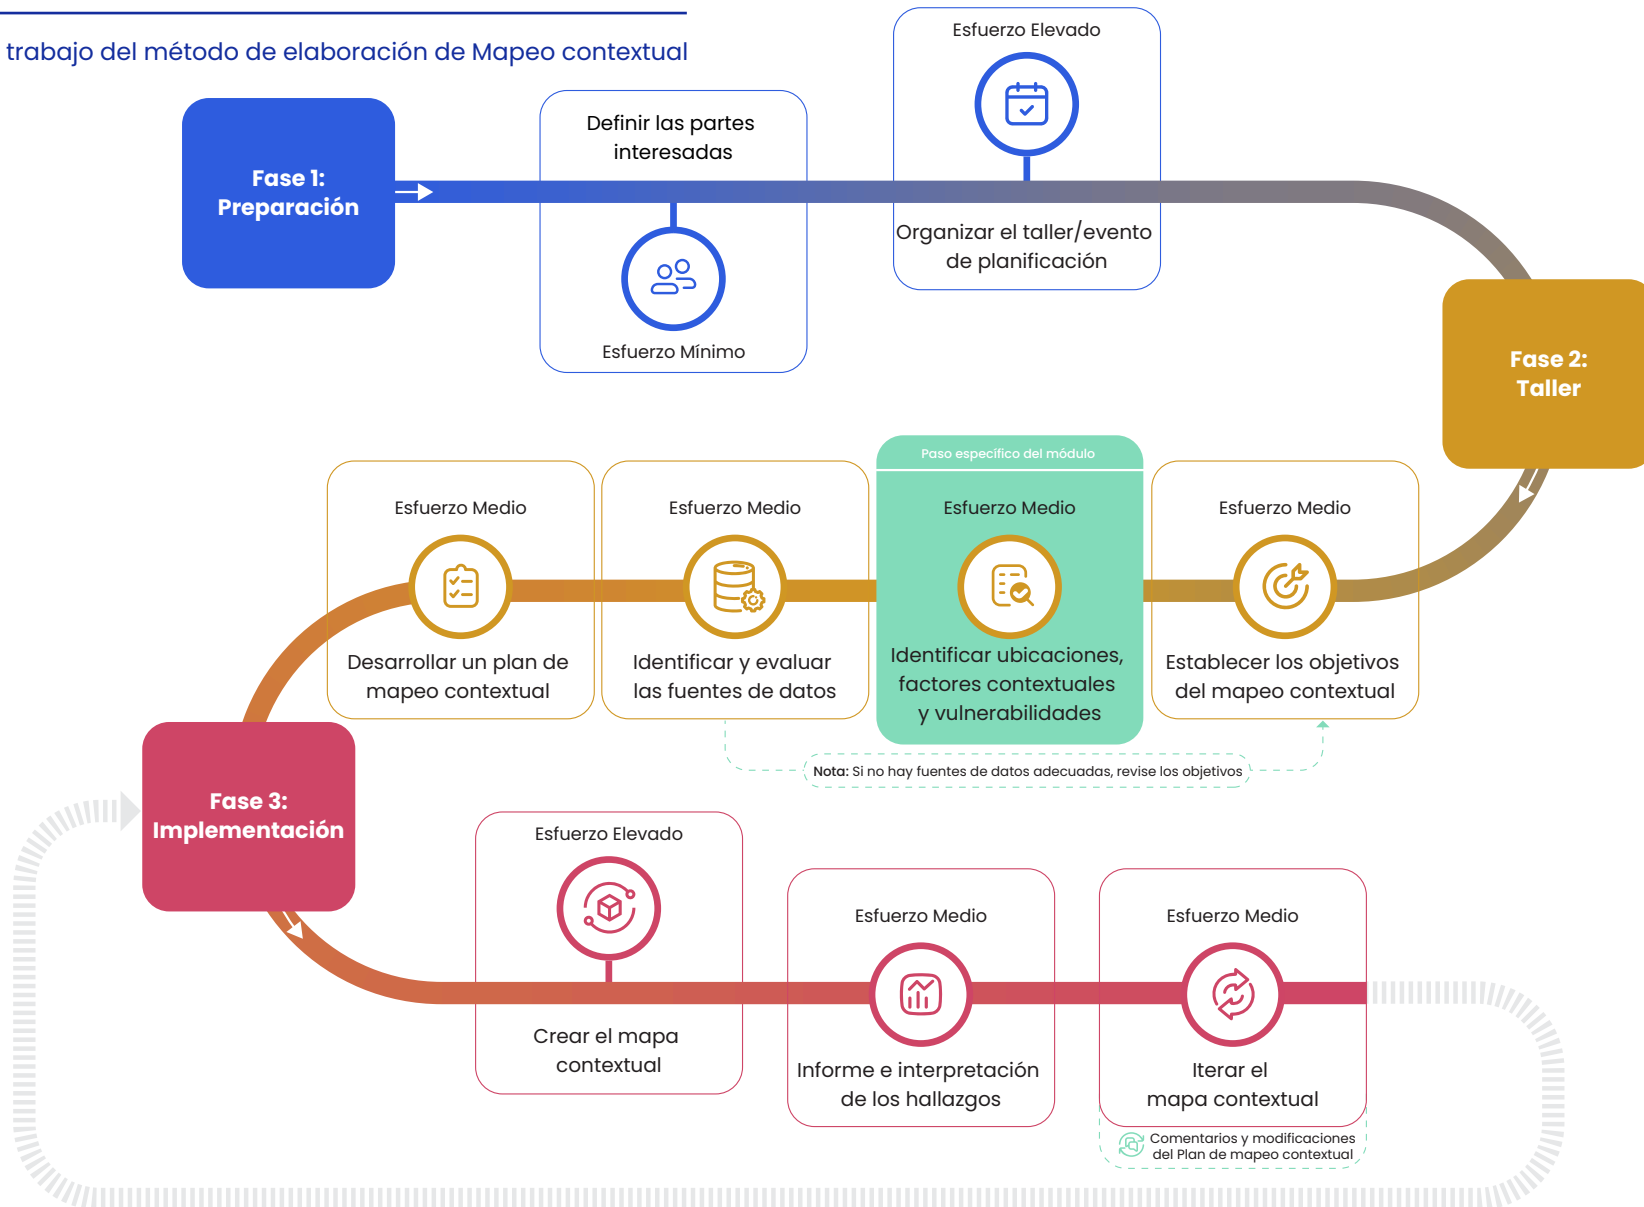 trabajo del método de elaboración de Mapeo contextual
Fase 1:
Preparación
Definir las partes
interesadas
Esfuerzo Mínimo
Esfuerzo Elevado
Organizar el taller/evento
de planificación
Fase 2:
Taller
Esfuerzo Medio
Establecer los objetivos
del mapeo contextual
Paso específico del módulo
Esfuerzo Medio
Identificar ubicaciones,
factores contextuales
y vulnerabilidades
Esfuerzo Medio
Identificar y evaluar
las fuentes de datos
Esfuerzo Medio
Desarrollar un plan de
mapeo contextual
Nota: Si no hay fuentes de datos adecuadas, revise los objetivos
Fase 3:
Implementación
Esfuerzo Elevado
Crear el mapa
contextual
Esfuerzo Medio
Informe e interpretación
de los hallazgos
Esfuerzo Medio
Iterar el
mapa contextual
Comentarios y modificaciones
del Plan de mapeo contextual